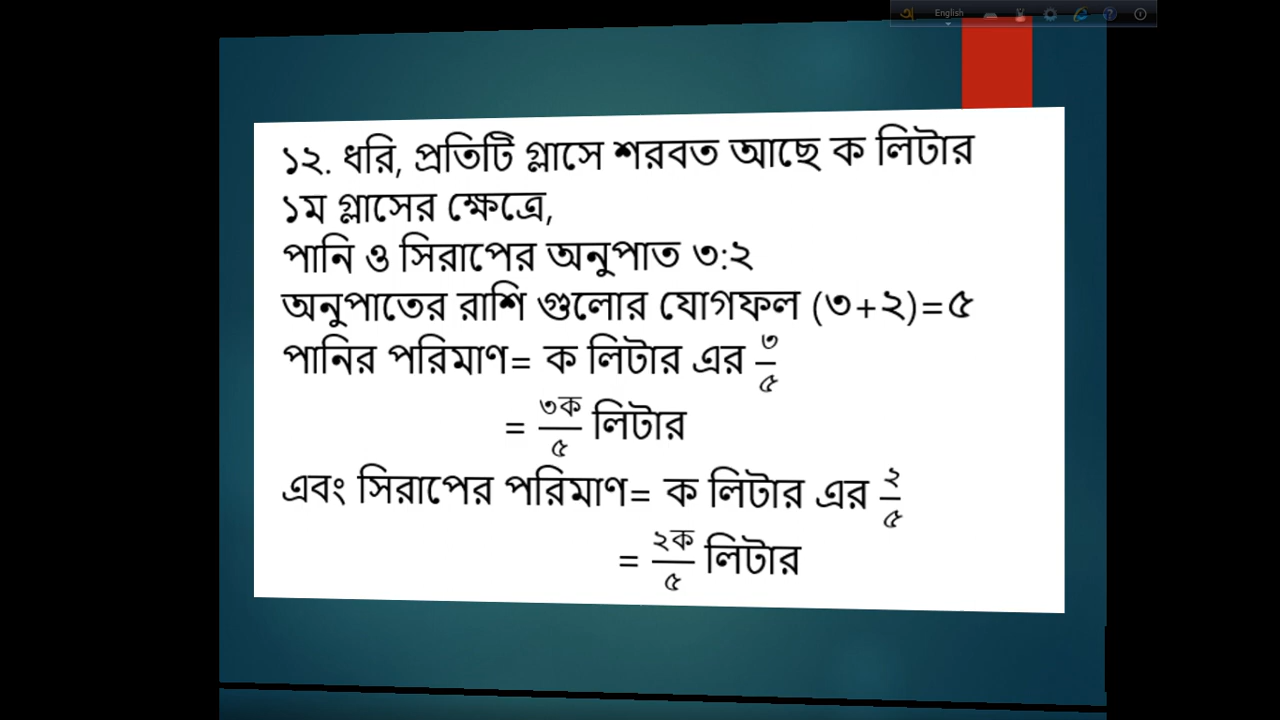 English
১২. ধরি, প্রতিটি গ্লাসে শরবত আছে ক লিটার
১ম গ্লাসের ক্ষেত্রে,
পানি ও সিরাপের অনুপাত ৩:২
অনুপাতের রাশি গুলোর যোগফল (৩+২)=৫
পানির পরিমাণ= ক লিটার এর ৩/৫
= ৩ক/৫ লিটার
এবং সিরাপের পরিমাণ= ক লিটার এর ২/৫
= ২ক/৫ লিটার